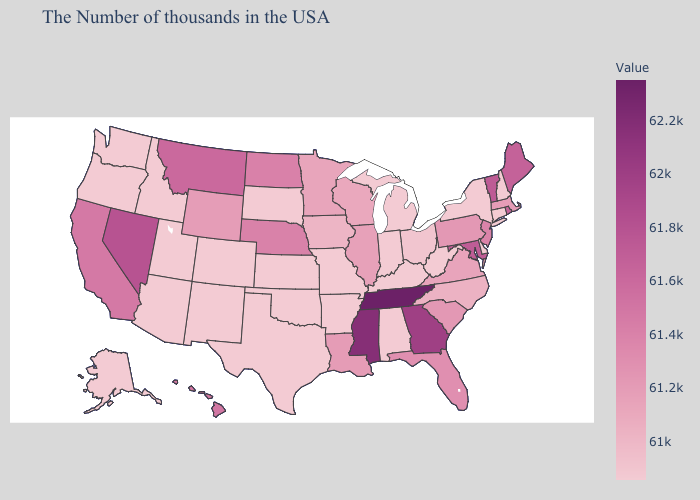 The Number of thousands in the USA
Value
62.2k
62k
61.8k
61.6k
61.4k
61.2k
61k